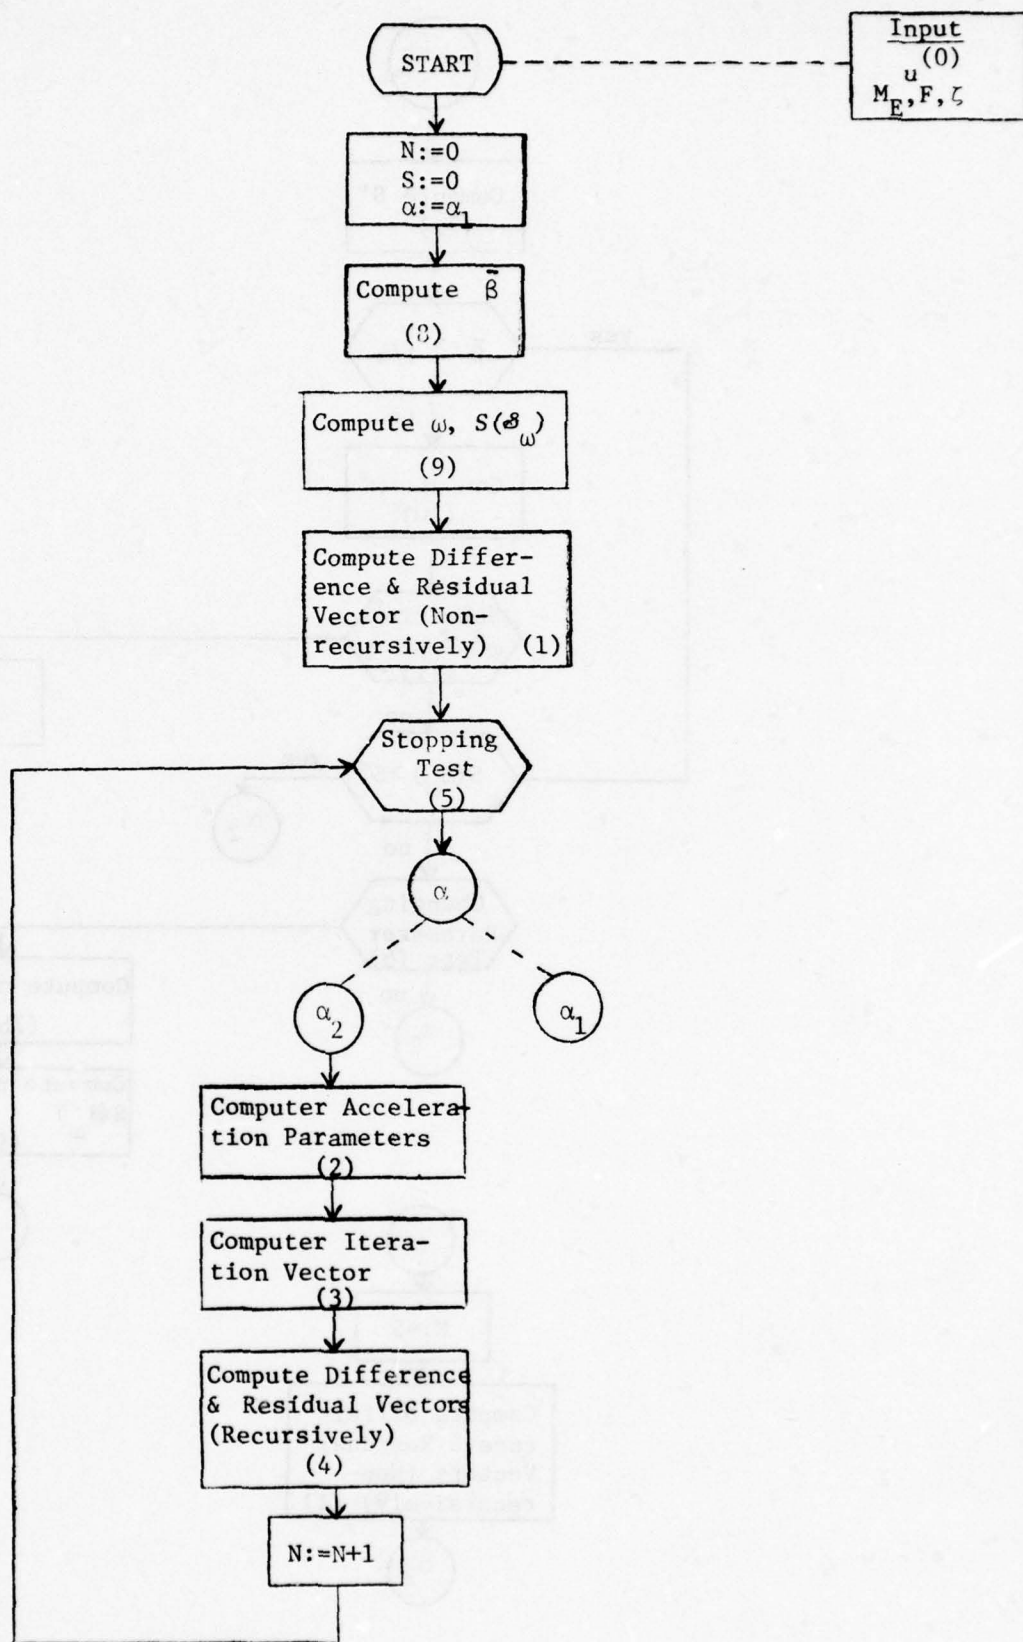 START
Input
u(0)
M_E, F, ζ
N:=0
S:=0
α:=α₁
Compute β̄
(8)
Compute ω, S(𝒮_ω)
(9)
Compute Differ-
ence & Residual
Vector (Non-
recursively) (1)
Stopping
Test
(5)
α
α₂
α₁
Computer Accelera-
tion Parameters
(2)
Computer Itera-
tion Vector
(3)
Compute Difference
& Residual Vectors
(Recursively)
(4)
N:=N+1